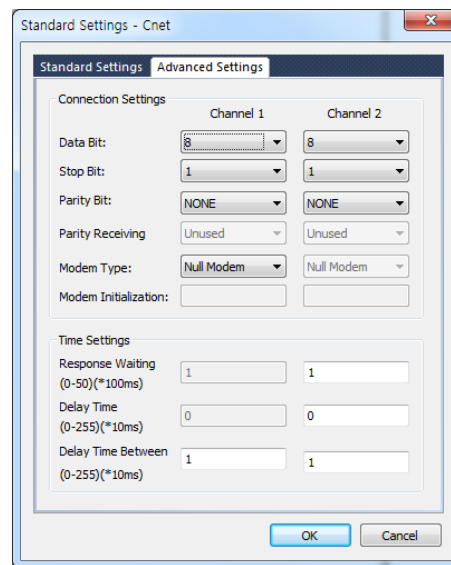 Standard Settings - Cnet
Standard Settings Advanced Settings
Connection Settings
Channel 1 Channel 2
Data Bit: 8 8
Stop Bit: 1 1
Parity Bit: NONE NONE
Parity Receiving Unused Unused
Modem Type: Null Modem Null Modem
Modem Initialization:
Time Settings
Response Waiting
(0-50)(*100ms) 1 1
Delay Time
(0-255)(*10ms) 0 0
Delay Time Between
(0-255)(*10ms) 1 1
OK Cancel